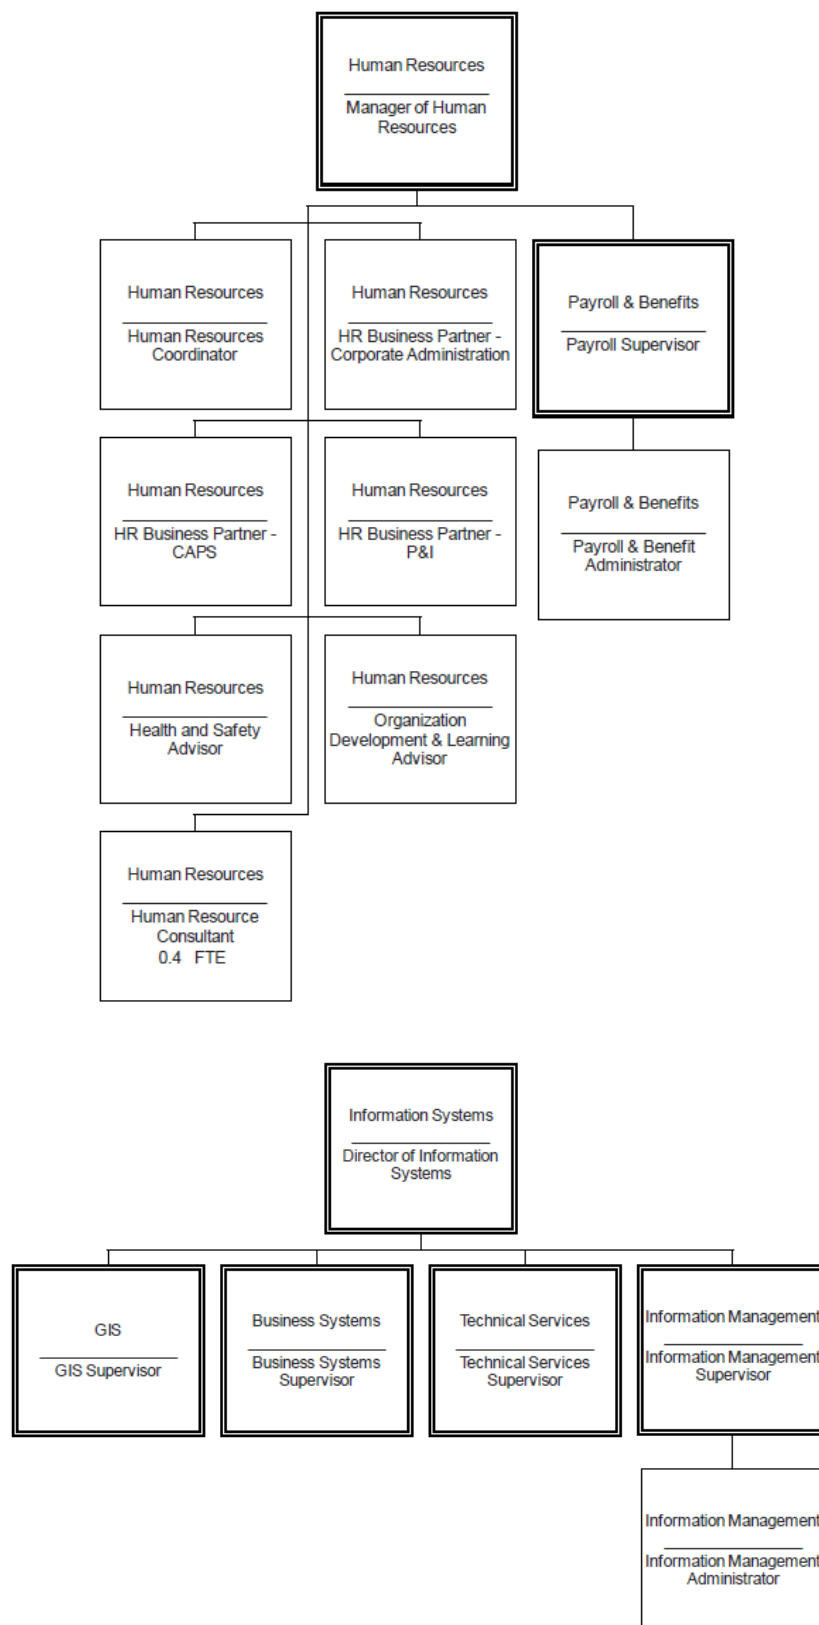 Human Resources
Manager of Human
Resources
Human Resources
Human Resources
Coordinator
Human Resources
HR Business Partner -
Corporate Administration
Payroll & Benefits
Payroll Supervisor
Human Resources
HR Business Partner -
CAPS
Human Resources
HR Business Partner -
P&I
Payroll & Benefits
Payroll & Benefit
Administrator
Human Resources
Health and Safety
Advisor
Human Resources
Organization
Development & Learning
Advisor
Human Resources
Human Resource
Consultant
0.4 FTE
Information Systems
Director of Information
Systems
GIS
GIS Supervisor
Business Systems
Business Systems
Supervisor
Technical Services
Technical Services
Supervisor
Information Management
Information Management
Supervisor
Information Management
Information Management
Administrator